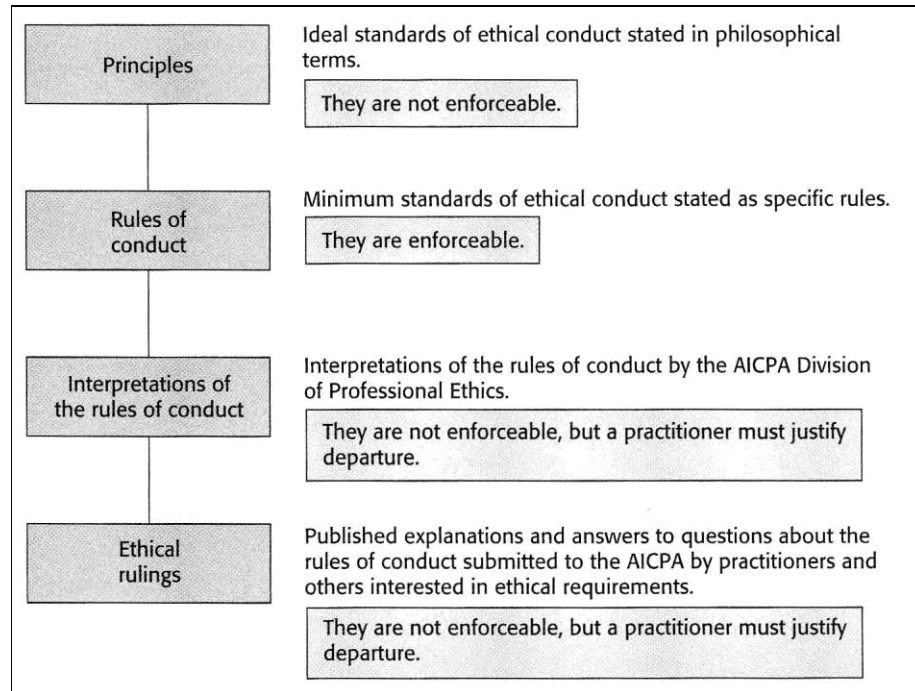 Principles
Ideal standards of ethical conduct stated in philosophical
terms.
They are not enforceable.
Rules of
conduct
Minimum standards of ethical conduct stated as specific rules.
They are enforceable.
Interpretations of
the rules of conduct
Interpretations of the rules of conduct by the AICPA Division
of Professional Ethics.
They are not enforceable, but a practitioner must justify
departure.
Ethical
rulings
Published explanations and answers to questions about the
rules of conduct submitted to the AICPA by practitioners and
others interested in ethical requirements.
They are not enforceable, but a practitioner must justify
departure.